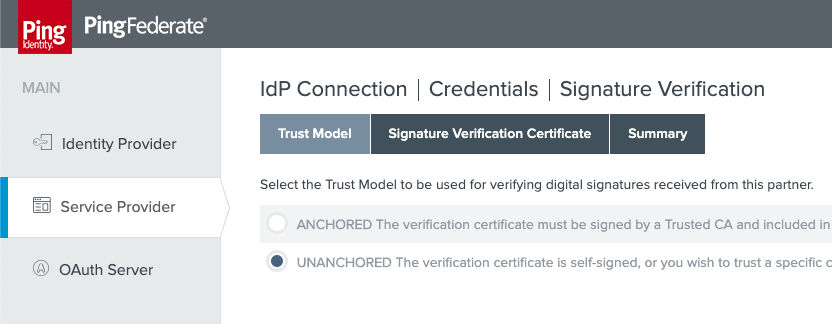 Ping
Identity.
PingFederate®
MAIN
Identity Provider
Service Provider
OAuth Server
IdP Connection | Credentials | Signature Verification
Trust Model
Signature Verification Certificate
Summary
Select the Trust Model to be used for verifying digital signatures received from this partner.
ANCHORED The verification certificate must be signed by a Trusted CA and included in
UNANCHORED The verification certificate is self-signed, or you wish to trust a specific c